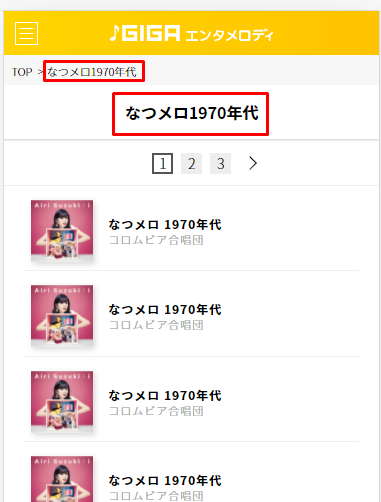 ♪GIGA エンタメロディ
TOP > なつメロ1970年代
なつメロ1970年代
1 2 3 >
Airi Suzuki | i
なつメロ 1970年代
コロムビア合唱団
Airi Suzuki | i
なつメロ 1970年代
コロムビア合唱団
Airi Suzuki | i
なつメロ 1970年代
コロムビア合唱団
Airi Suzuki | i
なつメロ 1970年代
コロムビア合唱団